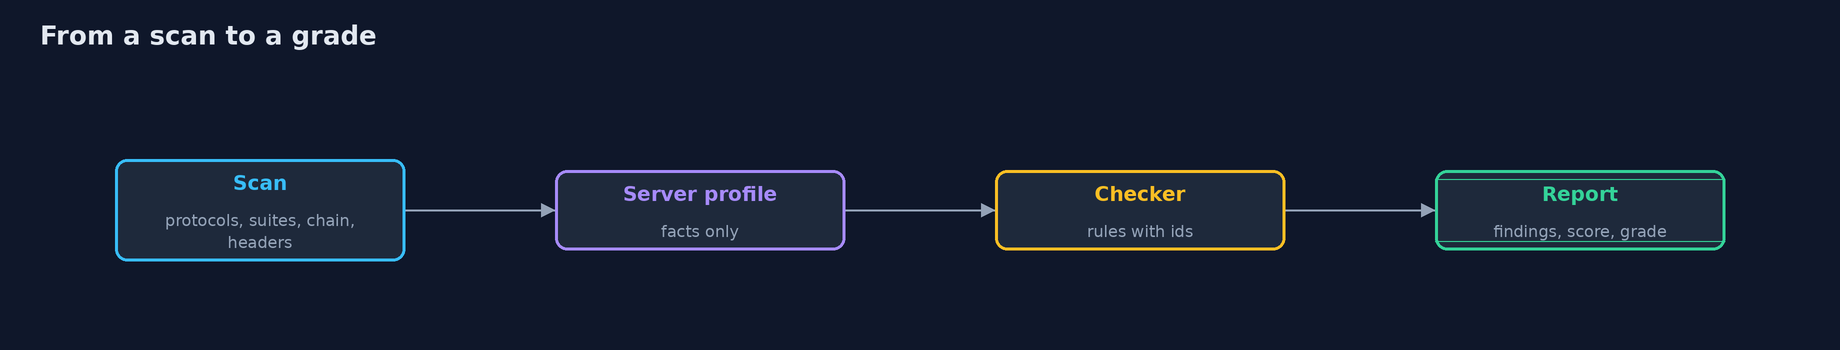 From a scan to a grade
Scan
protocols, suites, chain,
headers
Server profile
facts only
Checker
rules with ids
Report
findings, score, grade